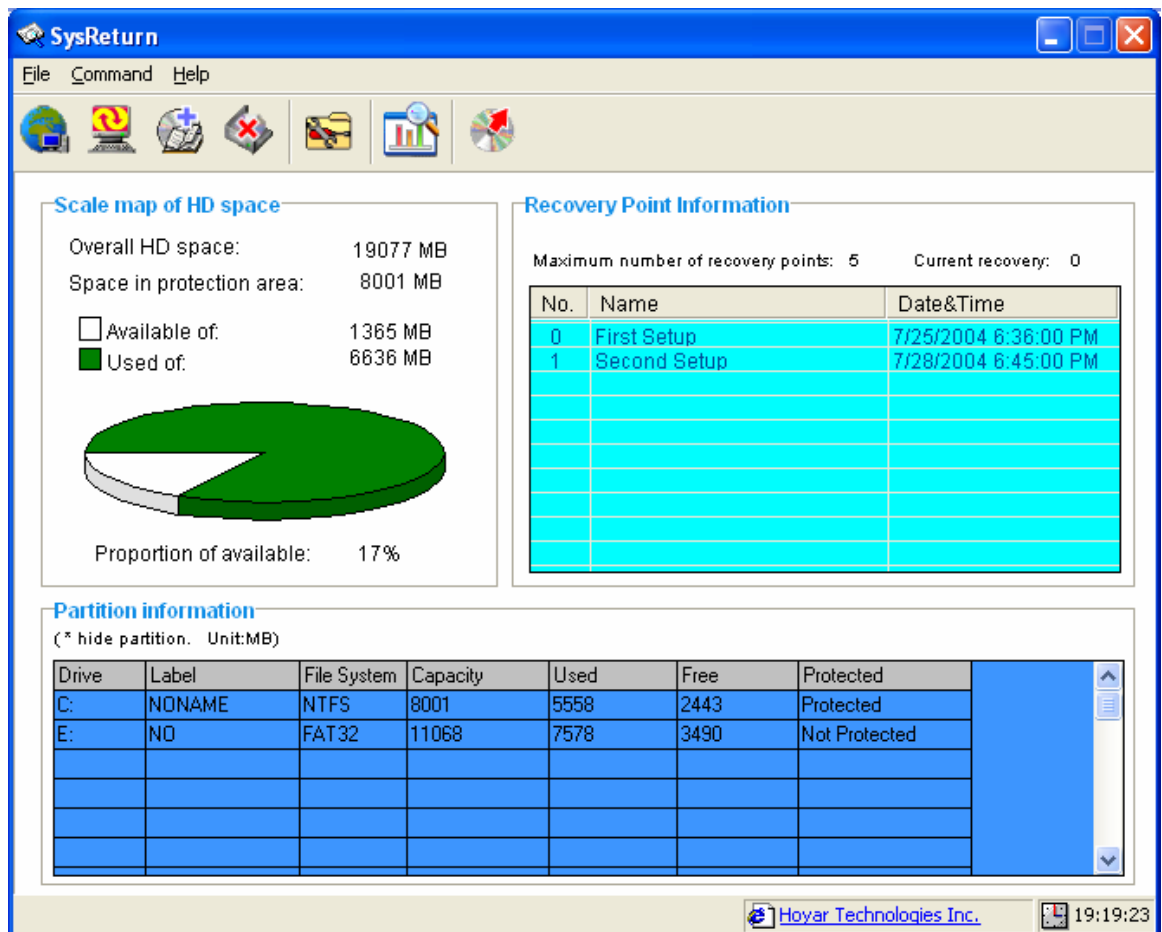 SysReturn
File Command Help
Scale map of HD space
Overall HD space: 19077 MB
Space in protection area: 8001 MB
Available of: 1365 MB
Used of: 6636 MB
Proportion of available: 17%
Recovery Point Information
Maximum number of recovery points: 5 Current recovery: 0
No. Name Date&Time
0 First Setup 7/25/2004 6:36:00 PM
1 Second Setup 7/28/2004 6:45:00 PM
Partition information
(* hide partition. Unit:MB)
Drive Label File System Capacity Used Free Protected
C: NONAME NTFS 8001 5558 2443 Protected
E: NO FAT32 11068 7578 3490 Not Protected
Hoyar Technologies Inc. 19:19:23